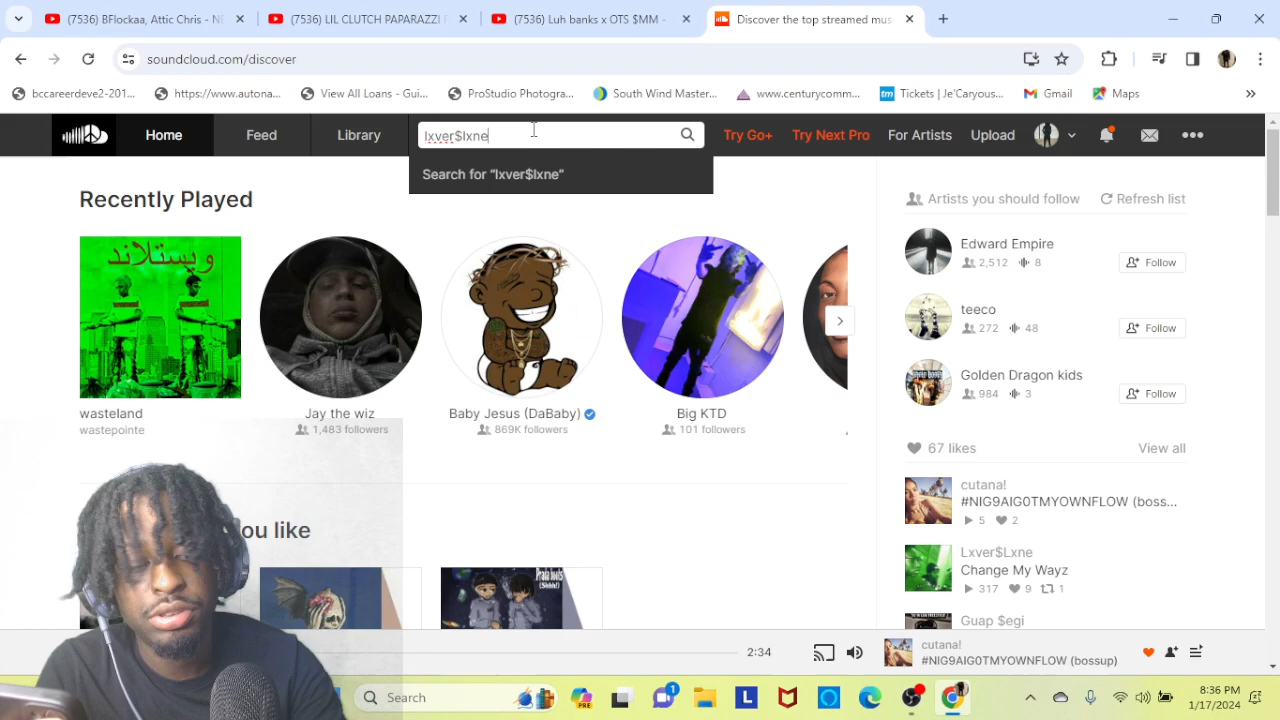 (7536) BFlockaa, Attic Chris - N
(7536) LIL CLUTCH PAPARAZZI F
(7536) Luh banks x OTS $MM -
Discover the top streamed mus
soundcloud.com/discover
bccareerdeve2-201...
https://www.autona...
View All Loans - Gui...
ProStudio Photogra...
South Wind Master...
www.centurycomm...
tm Tickets | Je'Caryous...
Gmail
Maps
Home
Feed
Library
lxver$lxne
Try Go+
Try Next Pro
For Artists
Upload
Search for “lxver$lxne”
Recently Played
ويستلاند
wasteland
wastepointe
Jay the wiz
1,483 followers
Baby Jesus (DaBaby)
869K followers
Big KTD
101 followers
ou like
Artists you should follow
Refresh list
Edward Empire
2,512 8
Follow
teeco
272 48
Follow
Golden Dragon kids
984 3
Follow
67 likes
View all
cutana!
#NIG9AIG0TMYOWNFLOW (boss...
5 2
Lxver$Lxne
Change My Wayz
317 9 1
Guap $egi
2:34
cutana!
#NIG9AIG0TMYOWNFLOW (bossup)
Search
PRE
1
L
8:36 PM
1/17/2024